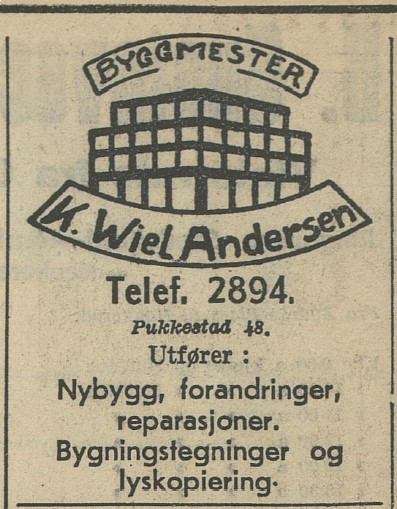 BYGGMESTER
K. Wiel Andersen
Telef. 2894.
Pukkestad 48.
Utfører :
Nybygg, forandringer,
reparasjoner.
Bygningstegninger og
lyskopiering.